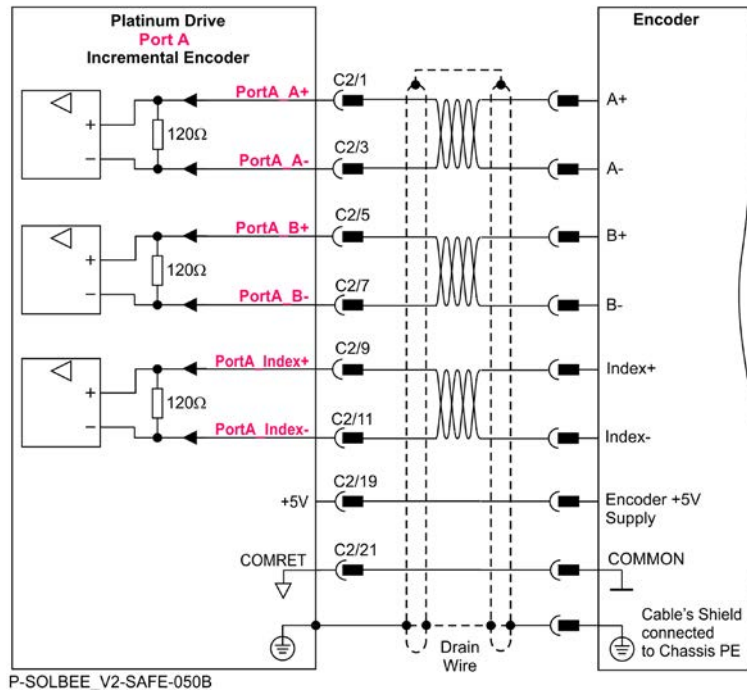 Platinum Drive
Port A
Incremental Encoder
Encoder
PortA_A+
C2/1
A+
+
120Ω
−
PortA_A-
C2/3
A-
PortA_B+
C2/5
B+
+
120Ω
−
PortA_B-
C2/7
B-
PortA_Index+
C2/9
Index+
+
120Ω
−
PortA_Index-
C2/11
Index-
+5V
C2/19
Encoder +5V
Supply
COMRET
C2/21
COMMON
Drain
Wire
Cable's Shield
connected
to Chassis PE
P-SOLBEE_V2-SAFE-050B